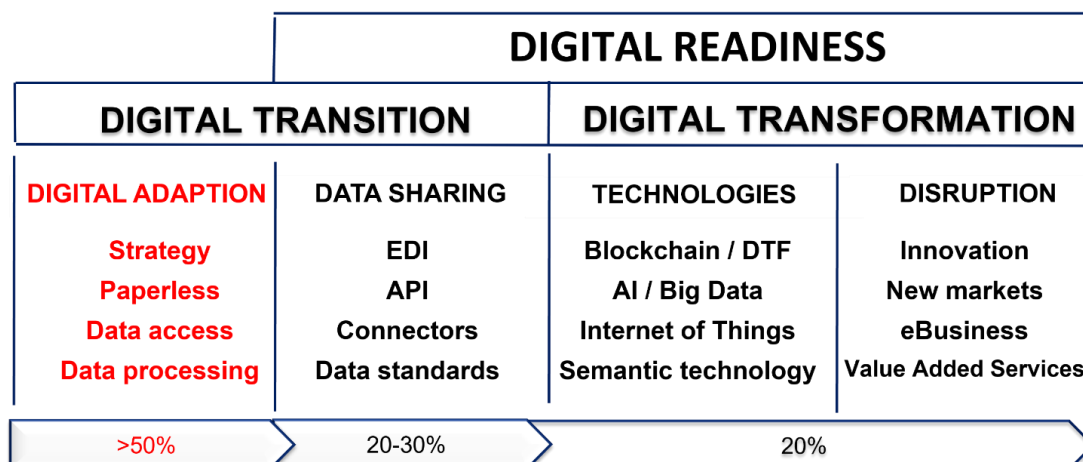 DIGITAL READINESS
DIGITAL TRANSITION
DIGITAL TRANSFORMATION
DIGITAL ADAPTION
DATA SHARING
TECHNOLOGIES
DISRUPTION
Strategy
EDI
Blockchain / DTF
Innovation
Paperless
API
AI / Big Data
New markets
Data access
Connectors
Internet of Things
eBusiness
Data processing
Data standards
Semantic technology
Value Added Services
>50%
20-30%
20%